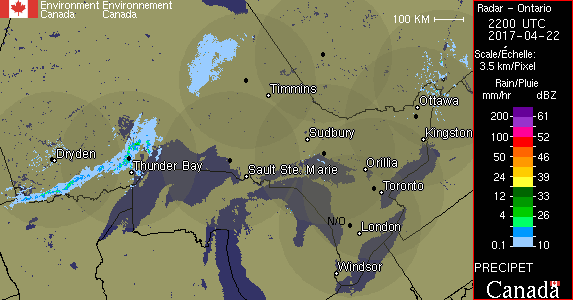 Environment Environnement
Canada Canada
100 KM
Timmins
Ottawa
Sudbury
Kingston
Dryden
Thunder Bay
Sault Ste. Marie
Orillia
Toronto
N/O
London
Windsor
Radar - Ontario
2200 UTC
2017-04-22
Scale/Échelle:
3.5 km/Pixel
Rain/Pluie
mm/hr dBZ
200 61
100 52
50 46
24 39
12 33
4 26
0.1 10
PRECIPET
Canada